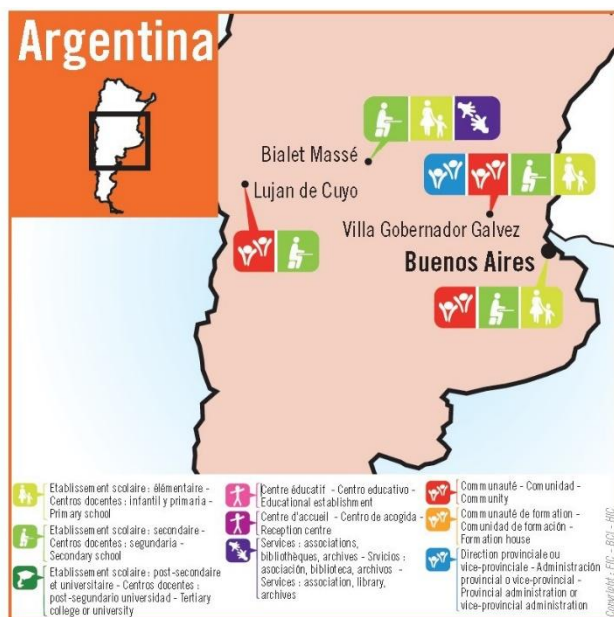 Argentina
Bialet Massé
Lujan de Cuyo
Villa Gobernador Galvez
Buenos Aires
Etablissement scolaire : élémentaire -
Centros docentes : infantil y primaria -
Primary school
Etablissement scolaire : secondaire -
Centros docentes : segundaria -
Secondary school
Etablissement scolaire : post-secondaire
et universitaire - Centros docentes :
post-segundario universidad - Tertiary
college or university
Centre éducatif - Centro educativo -
Educational establishment
Centre d'accueil - Centro de acogida -
Reception centre
Services : associations,
bibliothèques, archives - Srvicios :
asociación, biblioteca, archivos -
Services : association, library,
archives
Communauté - Comunidad -
Community
Communauté de formation -
Comunidad de formación -
Formation house
Direction provinciale ou
vice-provinciale - Administración
provincial o vice-provincial -
Provincial administration or
vice-provincial administration
Copyright : FIC - BCI - HIC